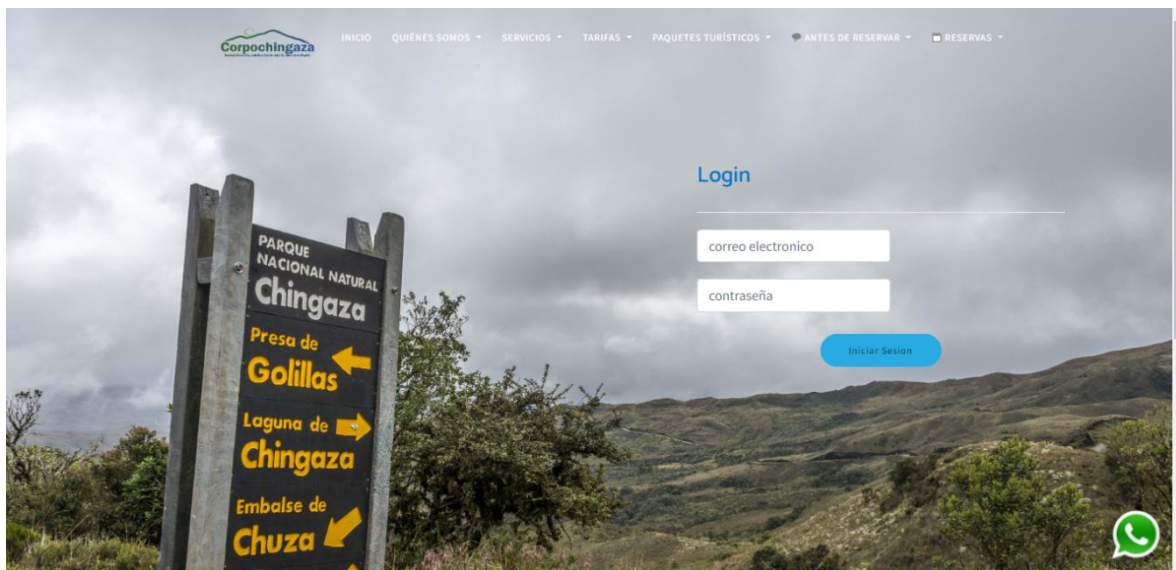 Corpochingaza
INICIO QUIÉNES SOMOS SERVICIOS TARIFAS PAQUETES TURÍSTICOS ANTES DE RESERVAR RESERVAS
Login
correo electronico
contraseña
Iniciar Sesion
PARQUE
NACIONAL NATURAL
Chingaza
Presa de
Golillas
Laguna de
Chingaza
Embalse de
Chuza